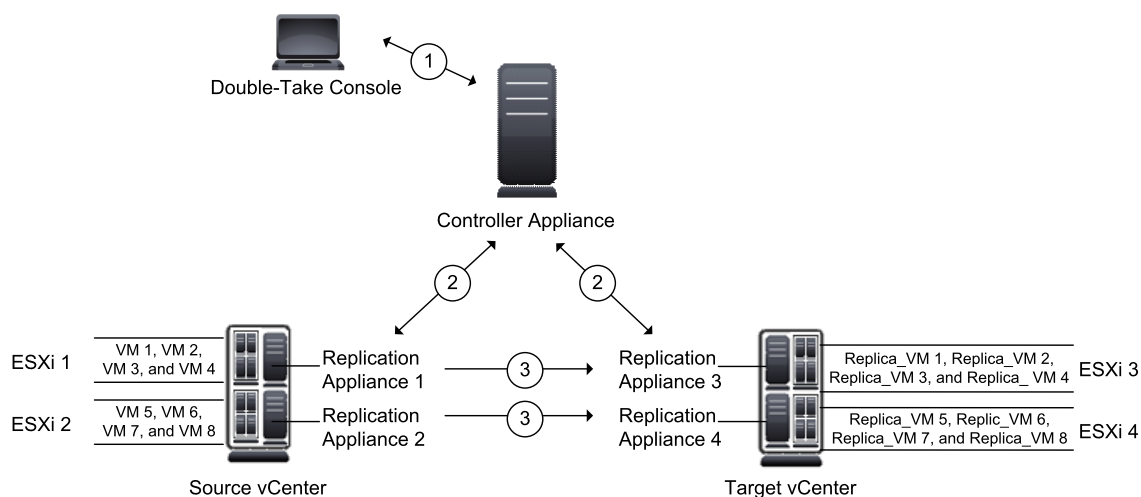 1
Double-Take Console
Controller Appliance
2
2
ESXi 1
VM 1, VM 2,
VM 3, and VM 4
Replication
Appliance 1
3
Replication
Appliance 3
Replica_VM 1, Replica_VM 2,
Replica_VM 3, and Replica_ VM 4
ESXi 3
ESXi 2
VM 5, VM 6,
VM 7, and VM 8
Replication
Appliance 2
3
Replication
Appliance 4
Replica_VM 5, Replic_VM 6,
Replica_VM 7, and Replica_VM 8
ESXi 4
Source vCenter
Target vCenter